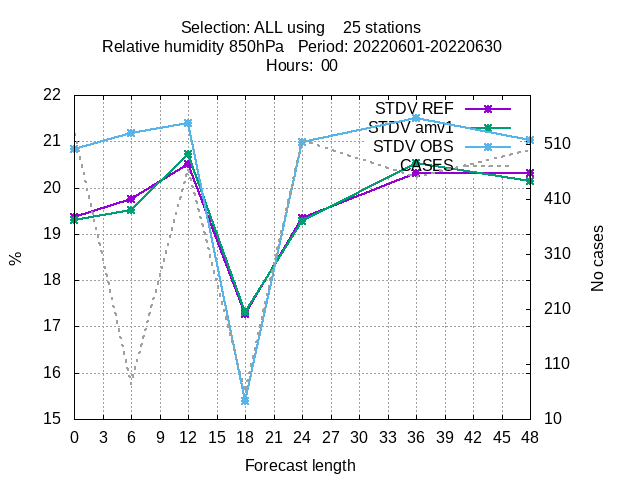 Selection: ALL using    25 stations
Relative humidity 850hPa   Period: 20220601-20220630
Hours:  00
22
21
20
19
18
17
16
15
%
STDV REF
STDV amv1
STDV OBS
CASES
510
410
310
210
110
10
No cases
0 3 6 9 12 15 18 21 24 27 30 33 36 39 42 45 48
Forecast length